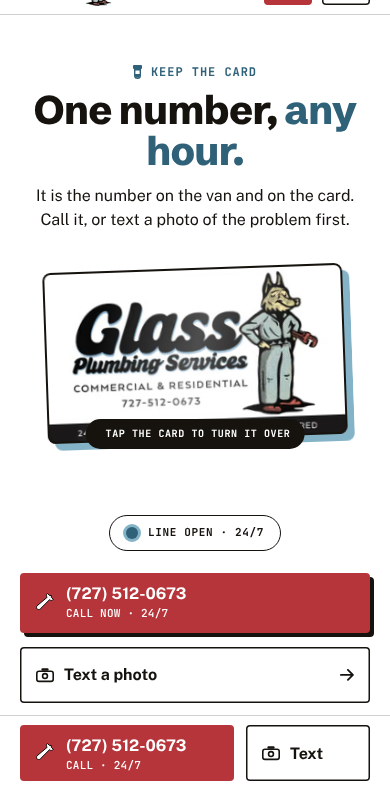 KEEP THE CARD
One number, any
hour.
It is the number on the van and on the card.
Call it, or text a photo of the problem first.
Glass
Plumbing Services
COMMERCIAL & RESIDENTIAL
727-512-0673
TAP THE CARD TO TURN IT OVER
LINE OPEN · 24/7
(727) 512-0673
CALL NOW · 24/7
Text a photo
(727) 512-0673
CALL · 24/7
Text